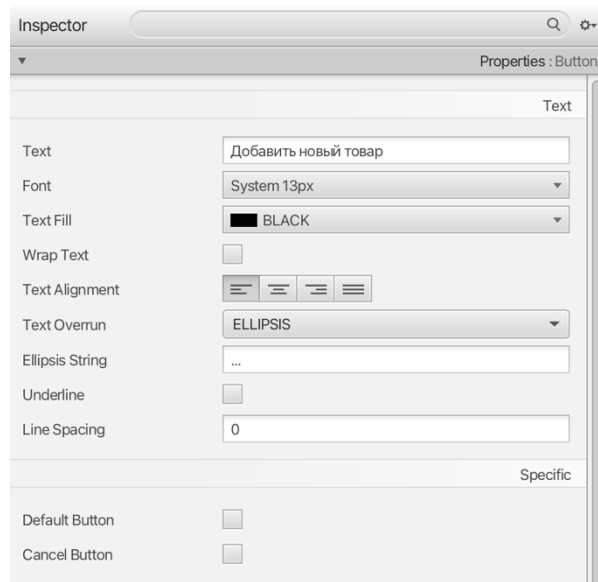 Inspector
Properties : Button
Text
Text Добавить новый товар
Font System 13px
Text Fill BLACK
Wrap Text
Text Alignment
Text Overrun ELLIPSIS
Ellipsis String ...
Underline
Line Spacing 0
Specific
Default Button
Cancel Button